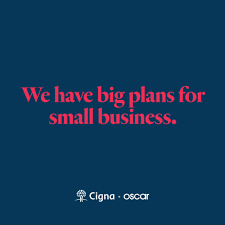 We have big plans for
small business.
Cigna · oscar